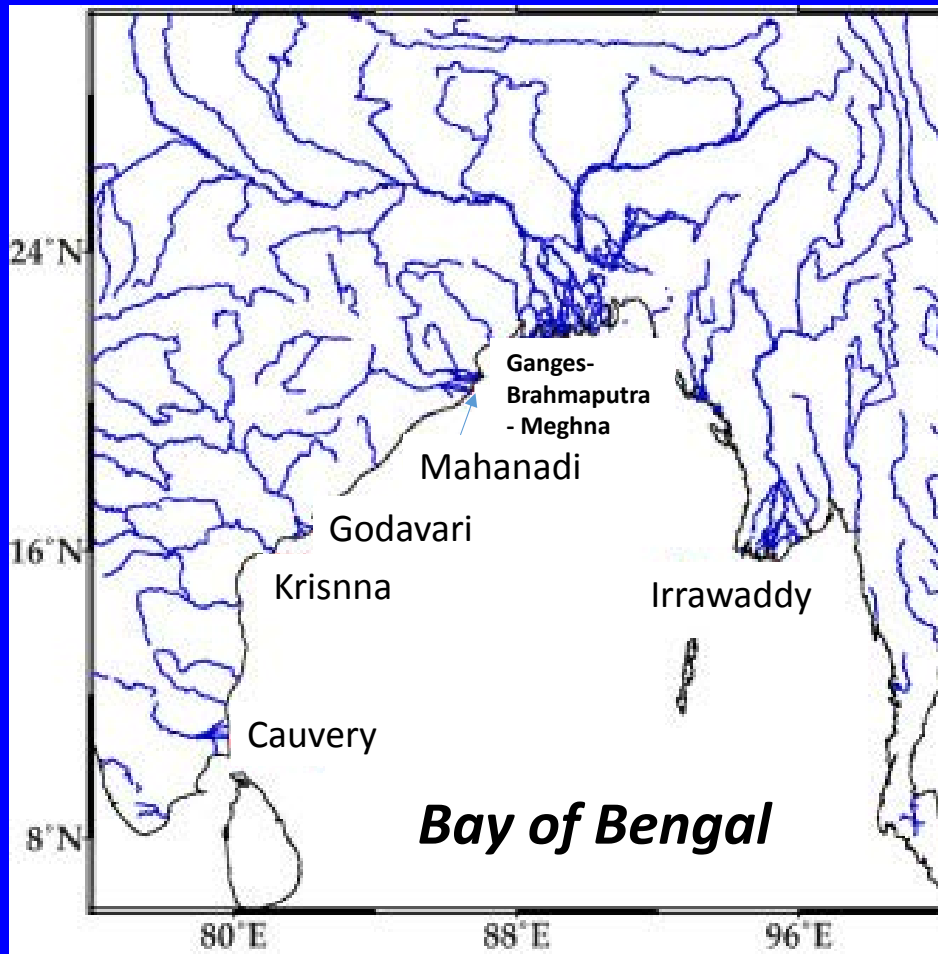 24°N
Ganges-
Brahmaputra
- Meghna
Mahanadi
Godavari
16°N
Krisnna
Irrawaddy
Cauvery
Bay of Bengal
8°N
80°E 88°E 96°E